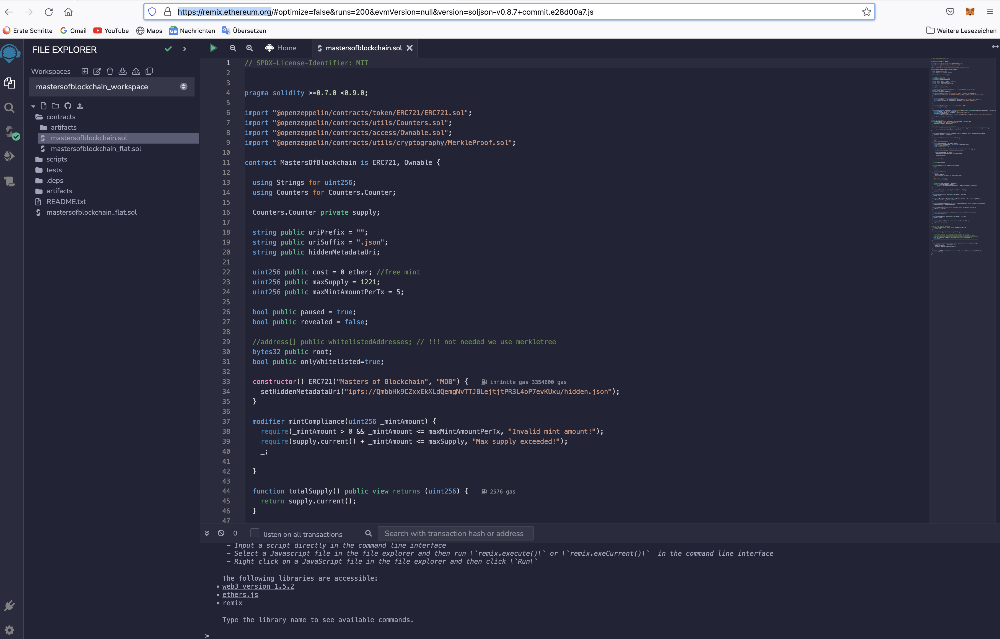 https://remix.ethereum.org/#optimize=false&runs=200&evmVersion=null&version=soljson-v0.8.7+commit.e28d00a7.js
Erste Schritte Gmail YouTube Maps Nachrichten Übersetzen Weitere Lesezeichen
FILE EXPLORER
Workspaces
mastersofblockchain_workspace
contracts
artifacts
mastersofblockchain.sol
mastersofblockchain_flat.sol
scripts
tests
.deps
artifacts
README.txt
mastersofblockchain_flat.sol
Home mastersofblockchain.sol
1 // SPDX-License-Identifier: MIT
2
3
4 pragma solidity >=0.7.0 <0.9.0;
5
6 import "@openzeppelin/contracts/token/ERC721/ERC721.sol";
7 import "@openzeppelin/contracts/utils/Counters.sol";
8 import "@openzeppelin/contracts/access/Ownable.sol";
9 import "@openzeppelin/contracts/utils/cryptography/MerkleProof.sol";
10
11 contract MastersOfBlockchain is ERC721, Ownable {
12
13 using Strings for uint256;
14 using Counters for Counters.Counter;
15
16 Counters.Counter private supply;
17
18 string public uriPrefix = "";
19 string public uriSuffix = ".json";
20 string public hiddenMetadataUri;
21
22 uint256 public cost = 0 ether; //free mint
23 uint256 public maxSupply = 1221;
24 uint256 public maxMintAmountPerTx = 5;
25
26 bool public paused = true;
27 bool public revealed = false;
28
29 //address[] public whitelistedAddresses; // !!! not needed we use merkletree
30 bytes32 public root;
31 bool public onlyWhitelisted=true;
32
33 constructor() ERC721("Masters of Blockchain", "MOB") { infinite gas 3354600 gas
34 setHiddenMetadataUri("ipfs://QmbbHk9CZxxEkXLdQemgNvTTJBLejtjtPR3L4oP7evKUxu/hidden.json");
35 }
36
37 modifier mintCompliance(uint256 _mintAmount) {
38 require(_mintAmount > 0 && _mintAmount <= maxMintAmountPerTx, "Invalid mint amount!");
39 require(supply.current() + _mintAmount <= maxSupply, "Max supply exceeded!");
40 _;
41
42 }
43
44 function totalSupply() public view returns (uint256) { 2576 gas
45 return supply.current();
46 }
47
0 listen on all transactions Search with transaction hash or address
- Input a script directly in the command line interface
- Select a Javascript file in the file explorer and then run \`remix.execute()\` or \`remix.exeCurrent()\` in the command line interface
- Right click on a JavaScript file in the file explorer and then click \`Run\`
The following libraries are accessible:
• web3 version 1.5.2
• ethers.js
• remix
Type the library name to see available commands.
>